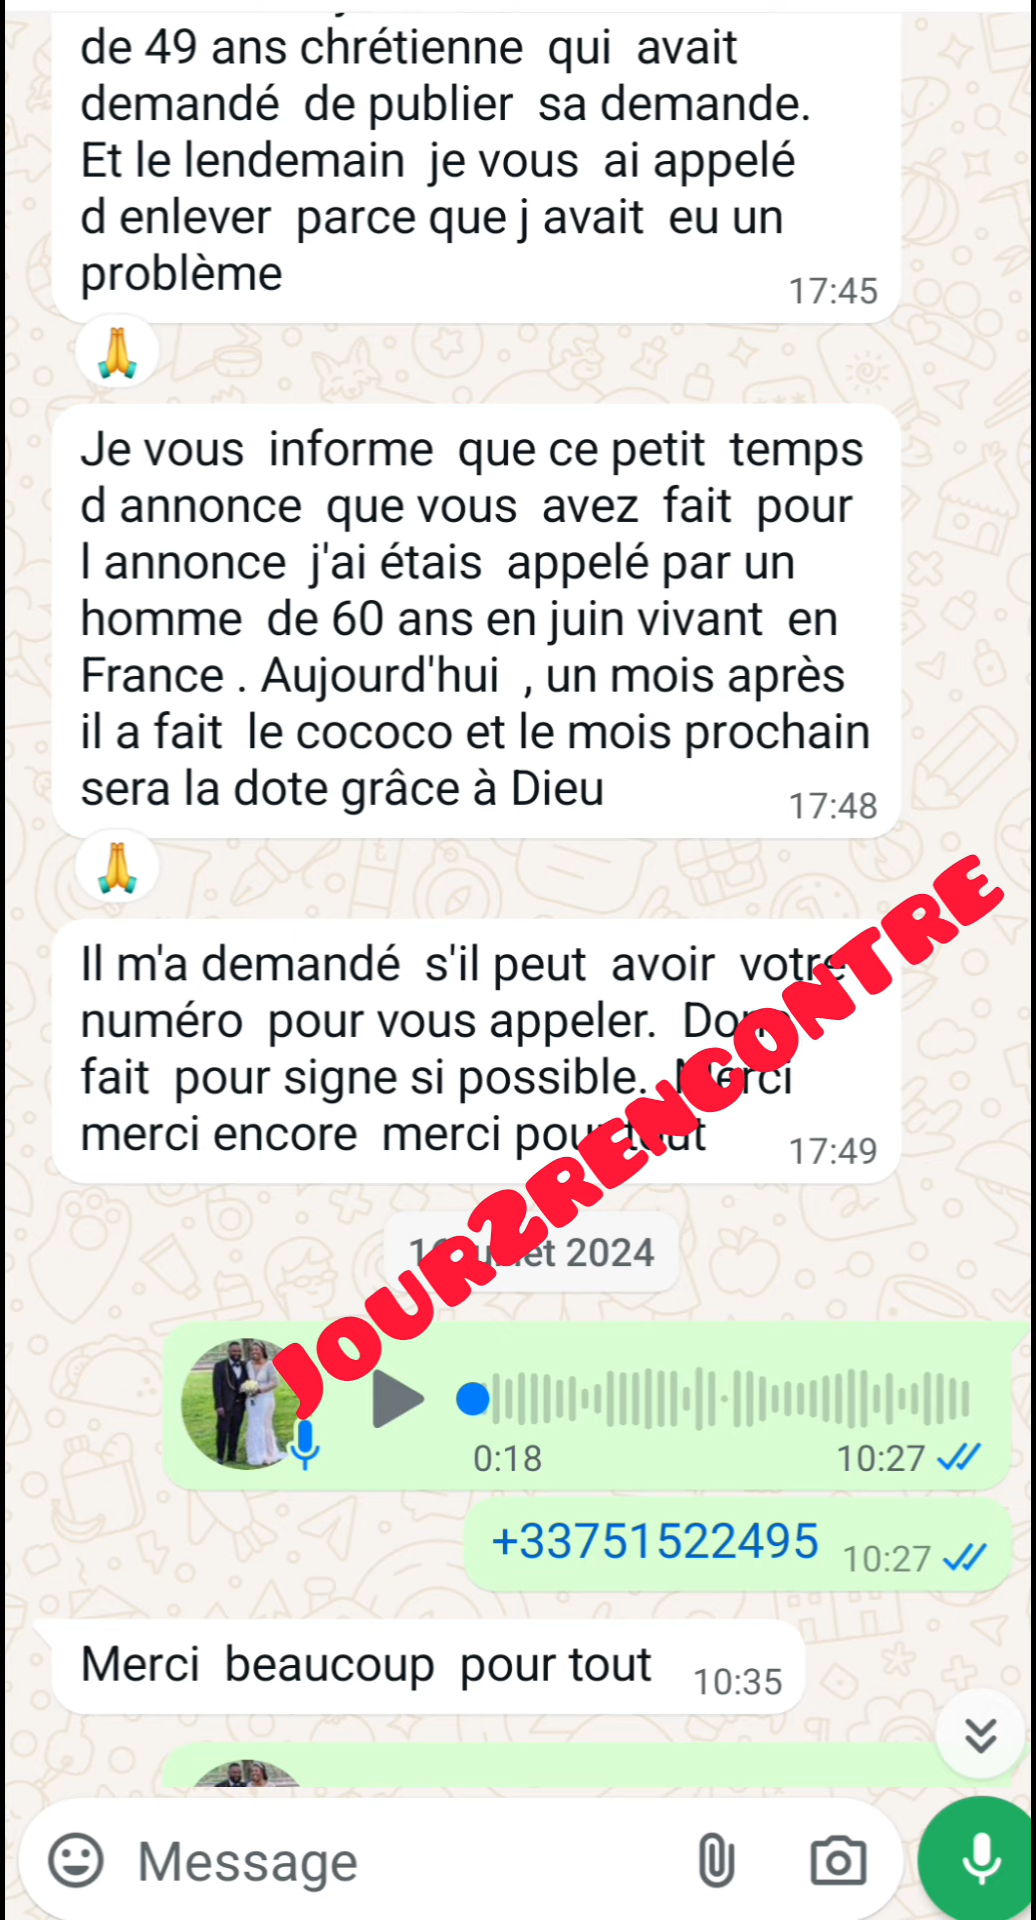 de 49 ans chrétienne qui avait
demandé de publier sa demande.
Et le lendemain je vous ai appelé
d enlever parce que j avait eu un
problème
17:45
Je vous informe que ce petit temps
d annonce que vous avez fait pour
l annonce j'ai étais appelé par un
homme de 60 ans en juin vivant en
France . Aujourd'hui , un mois après
il a fait le cococo et le mois prochain
sera la dote grâce à Dieu
17:48
Il m'a demandé s'il peut avoir votre
numéro pour vous appeler. Donc
fait pour signe si possible. Merci
merci encore merci pour tout
17:49
JOUR2RENCONTRE
juillet 2024
0:18
10:27
+33751522495
10:27
Merci beaucoup pour tout
10:35
Message